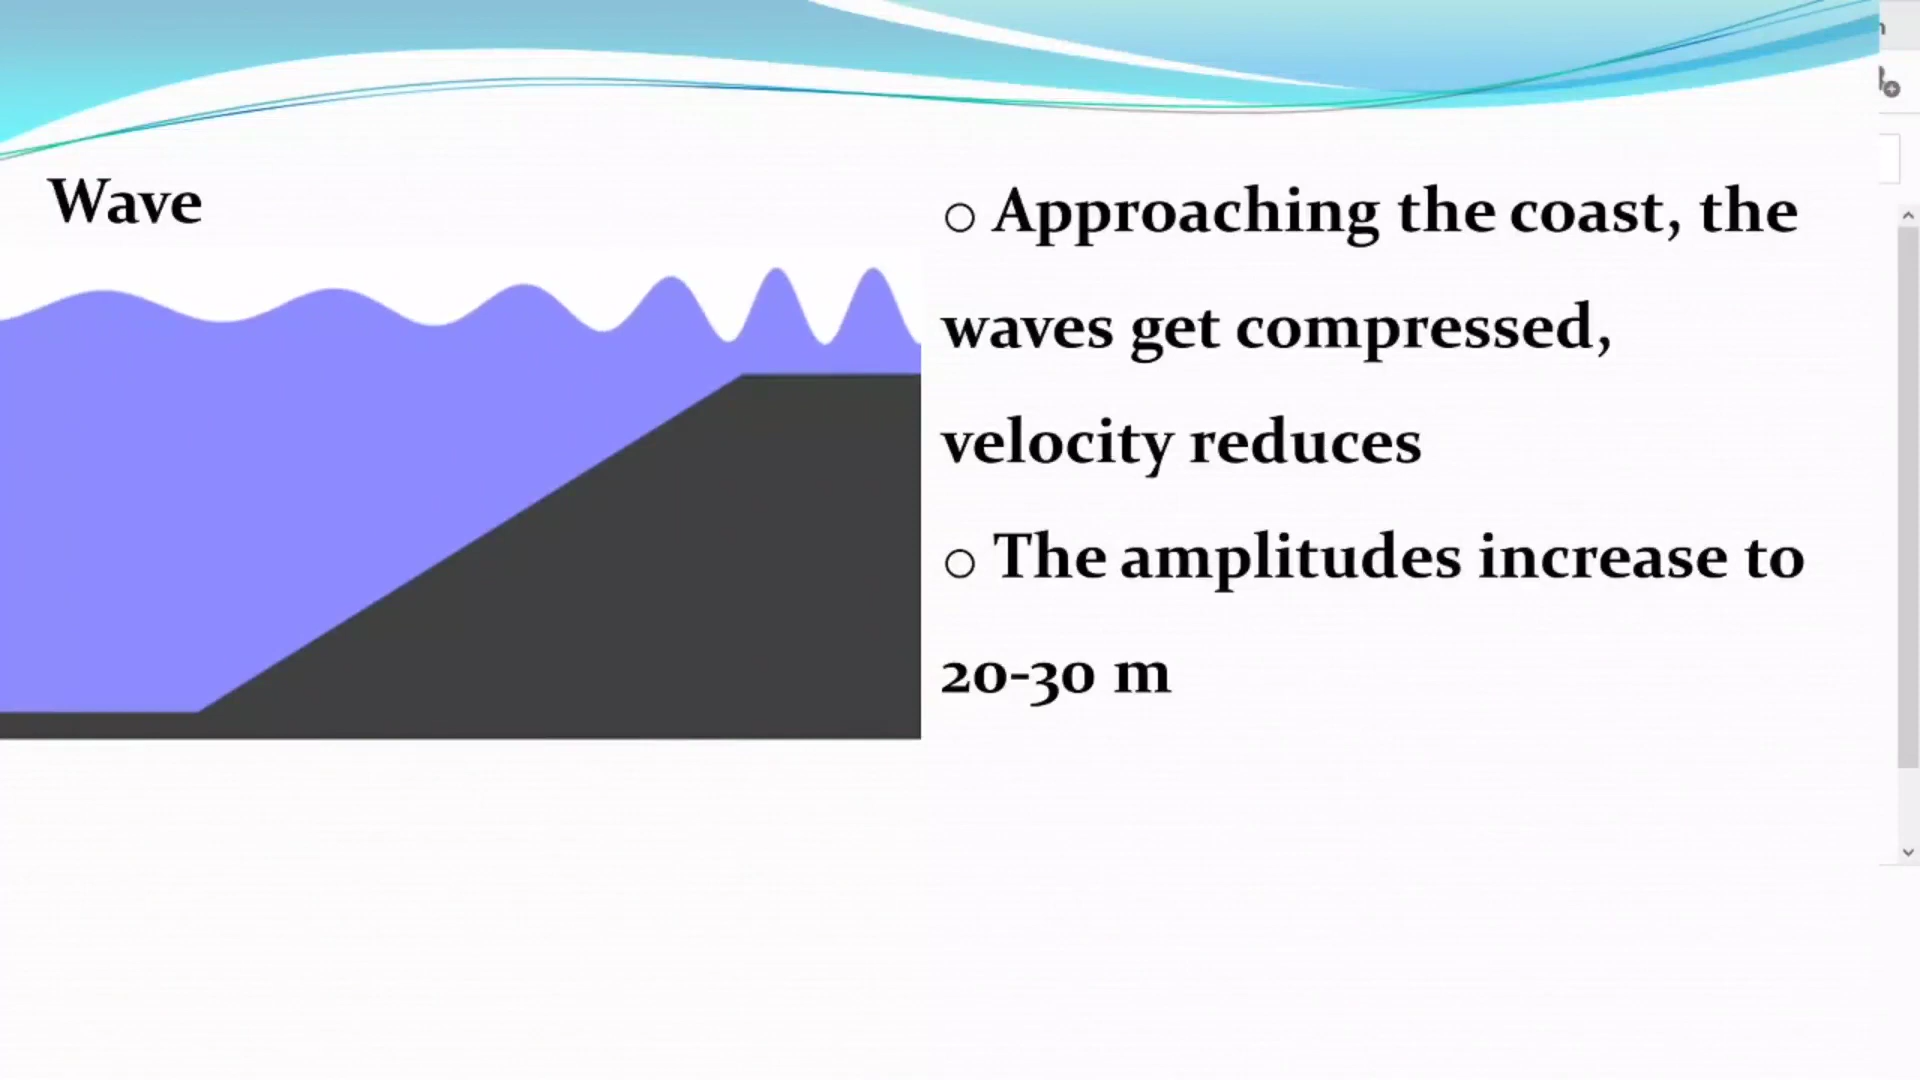 Wave
o Approaching the coast, the
waves get compressed,
velocity reduces
o The amplitudes increase to
20-30 m